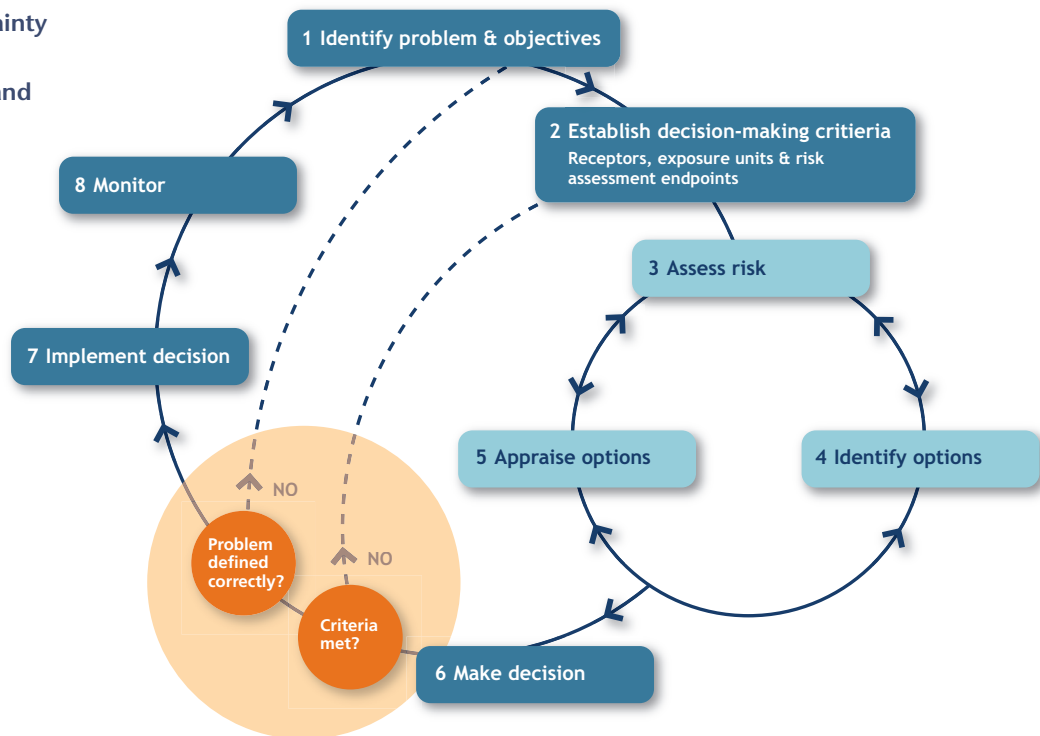 ainty
and
1 Identify problem & objectives
2 Establish decision-making critieria
Receptors, exposure units & risk
assessment endpoints
8 Monitor
3 Assess risk
7 Implement decision
5 Appraise options
4 Identify options
NO
NO
Problem
defined
correctly?
Criteria
met?
6 Make decision